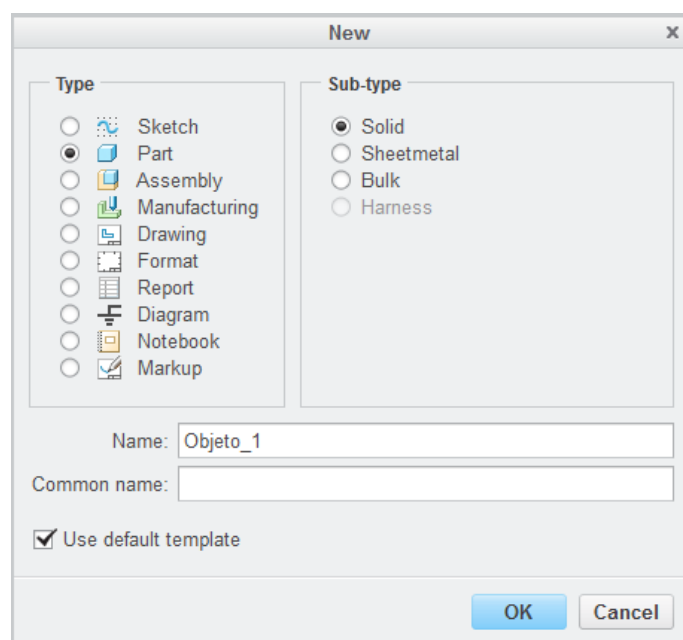 New
Type
Sketch
Part
Assembly
Manufacturing
Drawing
Format
Report
Diagram
Notebook
Markup
Sub-type
Solid
Sheetmetal
Bulk
Harness
Name: Objeto_1
Common name:
Use default template
OK Cancel